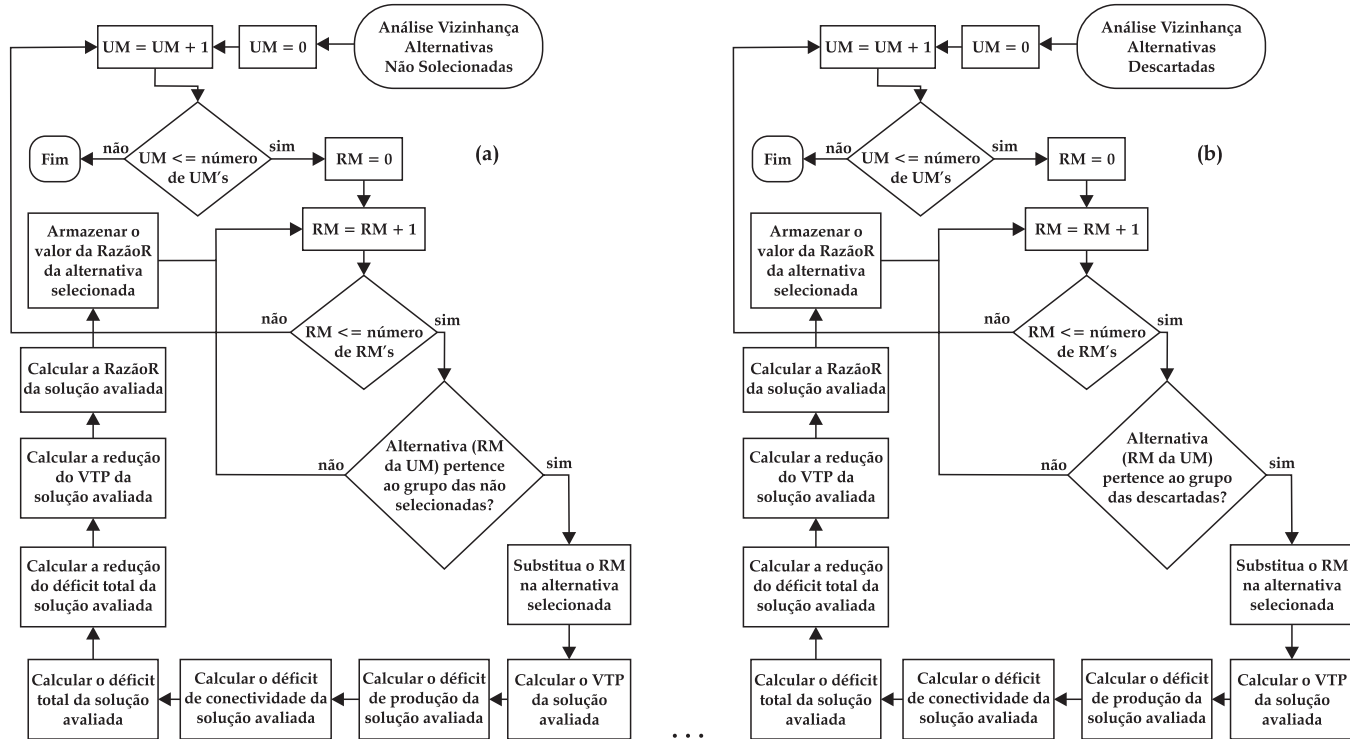 Análise Vizinhança
Alternativas
Não Solecionadas
UM = 0
UM = UM + 1
UM <= número
de UM's
não
Fim
sim
RM = 0
(a)
RM = RM + 1
RM <= número
de RM's
não
sim
Alternativa (RM
da UM) pertence
ao grupo das não
selecionadas?
não
sim
Substitua o RM
na alternativa
selecionada
Calcular o VTP
da solução
avaliada
Calcular o déficit
de produção da
solução avaliada
Calcular o déficit
de conectividade da
solução avaliada
Calcular o déficit
total da solução
avaliada
Calcular a redução
do déficit total da
solução avaliada
Calcular a redução
do VTP da
solução avaliada
Calcular a RazãoR
da solução avaliada
Armazenar o
valor da RazãoR
da alternativa
selecionada
...
Análise Vizinhança
Alternativas
Descartadas
UM = 0
UM = UM + 1
UM <= número
de UM's
não
Fim
sim
RM = 0
(b)
RM = RM + 1
RM <= número
de RM's
não
sim
Alternativa
(RM da UM)
pertence ao grupo
das descartadas?
não
sim
Substitua o RM
na alternativa
selecionada
Calcular o VTP
da solução
avaliada
Calcular o déficit
de produção da
solução avaliada
Calcular o déficit
de conectividade da
solução avaliada
Calcular o déficit
total da solução
avaliada
Calcular a redução
do déficit total da
solução avaliada
Calcular a redução
do VTP da
solução avaliada
Calcular a RazãoR
da solução avaliada
Armazenar o
valor da RazãoR
da alternativa
selecionada